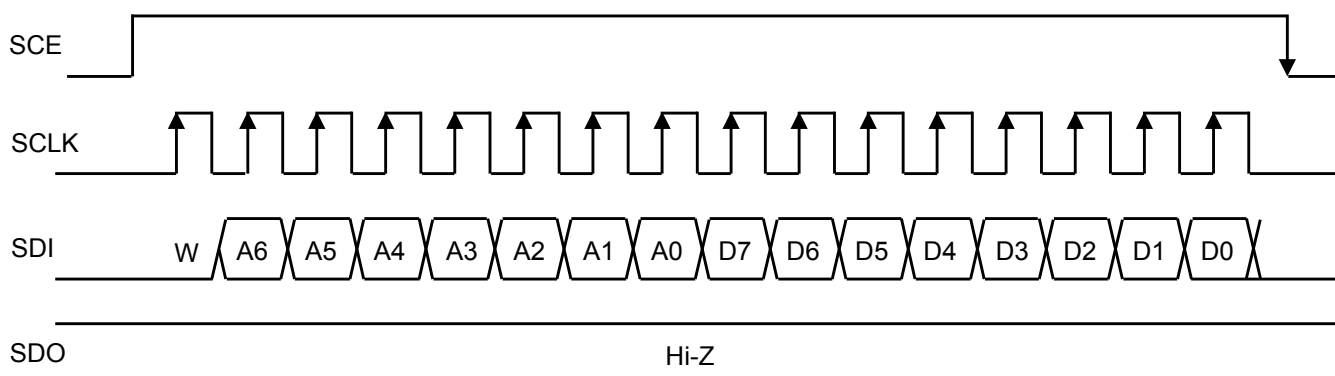 SCE
SCLK
SDI W A6 A5 A4 A3 A2 A1 A0 D7 D6 D5 D4 D3 D2 D1 D0
SDO Hi-Z